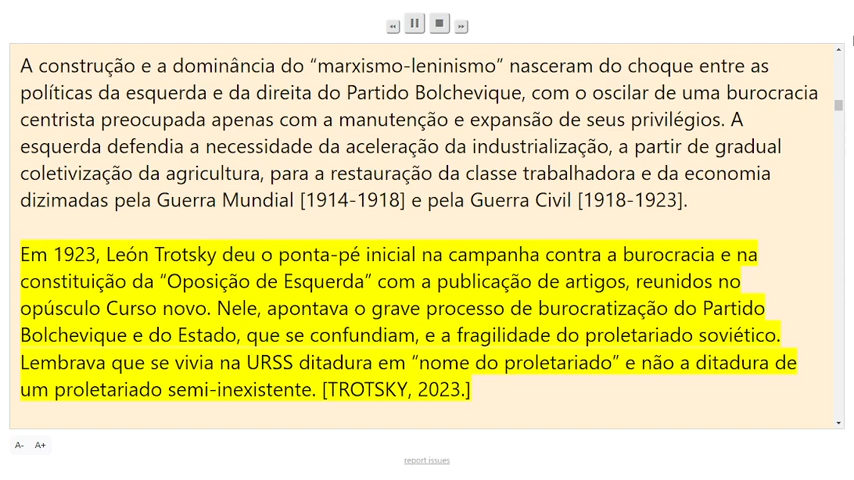 A construção e a dominância do “marxismo-leninismo” nasceram do choque entre as
políticas da esquerda e da direita do Partido Bolchevique, com o oscilar de uma burocracia
centrista preocupada apenas com a manutenção e expansão de seus privilégios. A
esquerda defendia a necessidade da aceleração da industrialização, a partir de gradual
coletivização da agricultura, para a restauração da classe trabalhadora e da economia
dizimadas pela Guerra Mundial [1914-1918] e pela Guerra Civil [1918-1923].
Em 1923, León Trotsky deu o ponta-pé inicial na campanha contra a burocracia e na
constituição da “Oposição de Esquerda” com a publicação de artigos, reunidos no
opúsculo Curso novo. Nele, apontava o grave processo de burocratização do Partido
Bolchevique e do Estado, que se confundiam, e a fragilidade do proletariado soviético.
Lembrava que se vivia na URSS ditadura em “nome do proletariado” e não a ditadura de
um proletariado semi-inexistente. [TROTSKY, 2023.]
A- A+
report issues